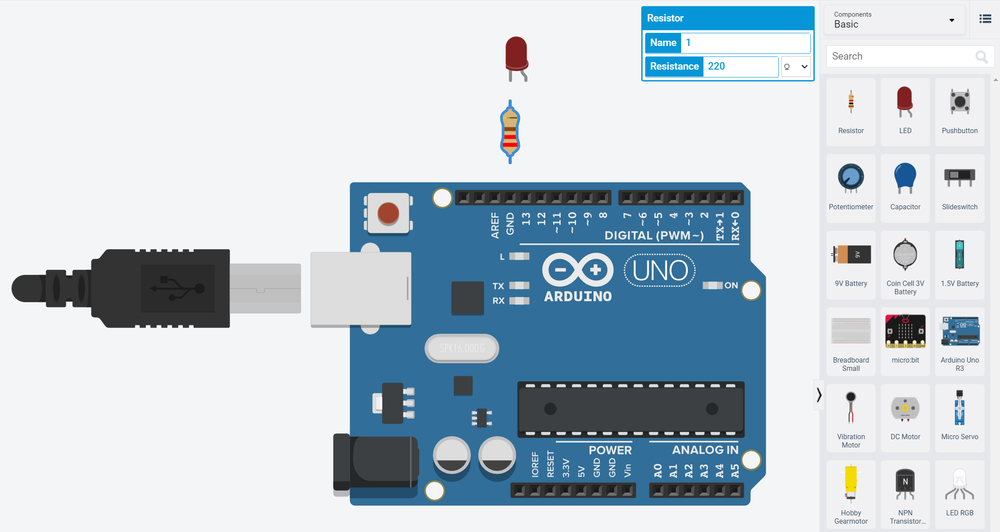 Resistor
Name 1
Resistance 220 Ω
Components
Basic
Search
Resistor
LED
Pushbutton
Potentiometer
Capacitor
Slideswitch
9V
9V Battery
Coin Cell 3V
Battery
1.5V Battery
Breadboard
Small
micro:bit
Arduino Uno
R3
Vibration
Motor
DC Motor
Micro Servo
Hobby
Gearmotor
N
NPN
Transistor...
LED RGB
AREF
GND
13
12
~11
~10
~9
8
7
~6
~5
4
~3
2
TX→1
RX←0
DIGITAL (PWM~)
L
TX
RX
ARDUINO
UNO
ON
SPK16.000G
POWER
ANALOG IN
IOREF
RESET
3.3V
5V
GND
GND
Vin
A0
A1
A2
A3
A4
A5